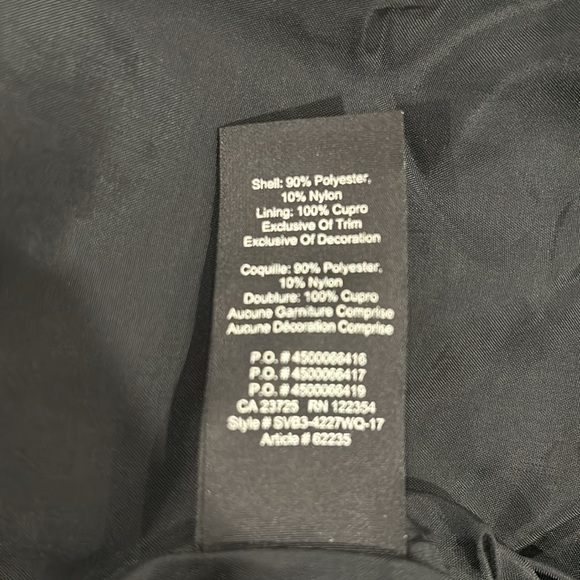 Shell: 90% Polyester,
10% Nylon
Lining: 100% Cupro
Exclusive Of Trim
Exclusive Of Decoration
Coquille: 90% Polyester,
10% Nylon
Doublure: 100% Cupro
Aucune Garniture Comprise
Aucune Décoration Comprise
P.O. # 4500066416
P.O. # 4500066417
P.O. # 4500066419
CA 23725 RN 122354
Style # SVB3-4227WQ-17
Article # 62235